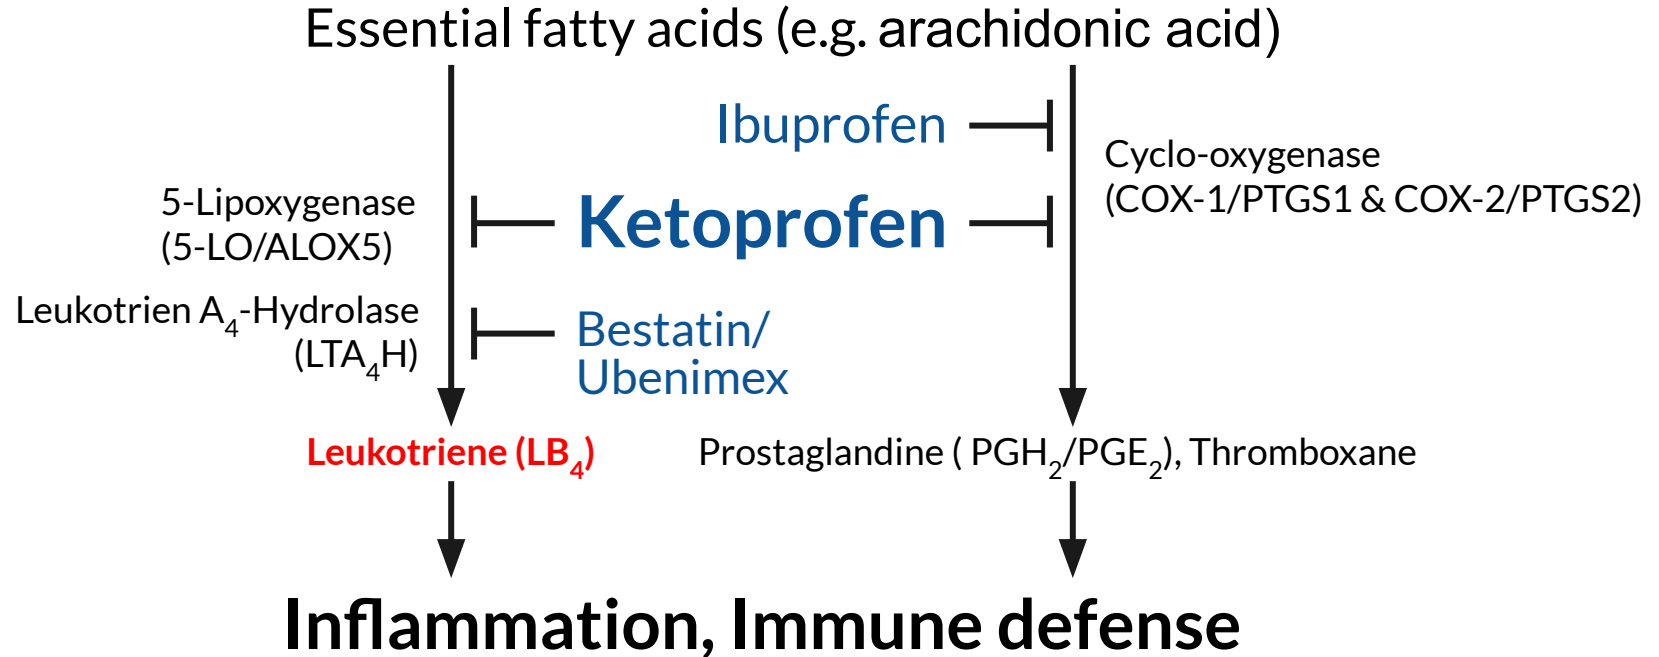 Essential fatty acids (e.g. arachidonic acid)
Ibuprofen
Cyclo-oxygenase
(COX-1/PTGS1 & COX-2/PTGS2)
5-Lipoxygenase
(5-LO/ALOX5)
Ketoprofen
Leukotrien A₄-Hydrolase
(LTA₄H)
Bestatin/
Ubenimex
Leukotriene (LB₄)
Prostaglandine ( PGH₂/PGE₂), Thromboxane
Inflammation, Immune defense